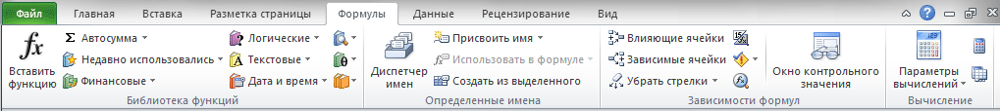 Файл Главная Вставка Разметка страницы Формулы Данные Рецензирование Вид
fx Вставить функцию
Σ Автосумма
Недавно использовались
Финансовые
Логические
Текстовые
Дата и время
Библиотека функций
Диспетчер имен
Присвоить имя
Использовать в формуле
Создать из выделенного
Определенные имена
Влияющие ячейки
Зависимые ячейки
Убрать стрелки
Окно контрольного значения
Зависимости формул
Параметры вычислений
Вычисление